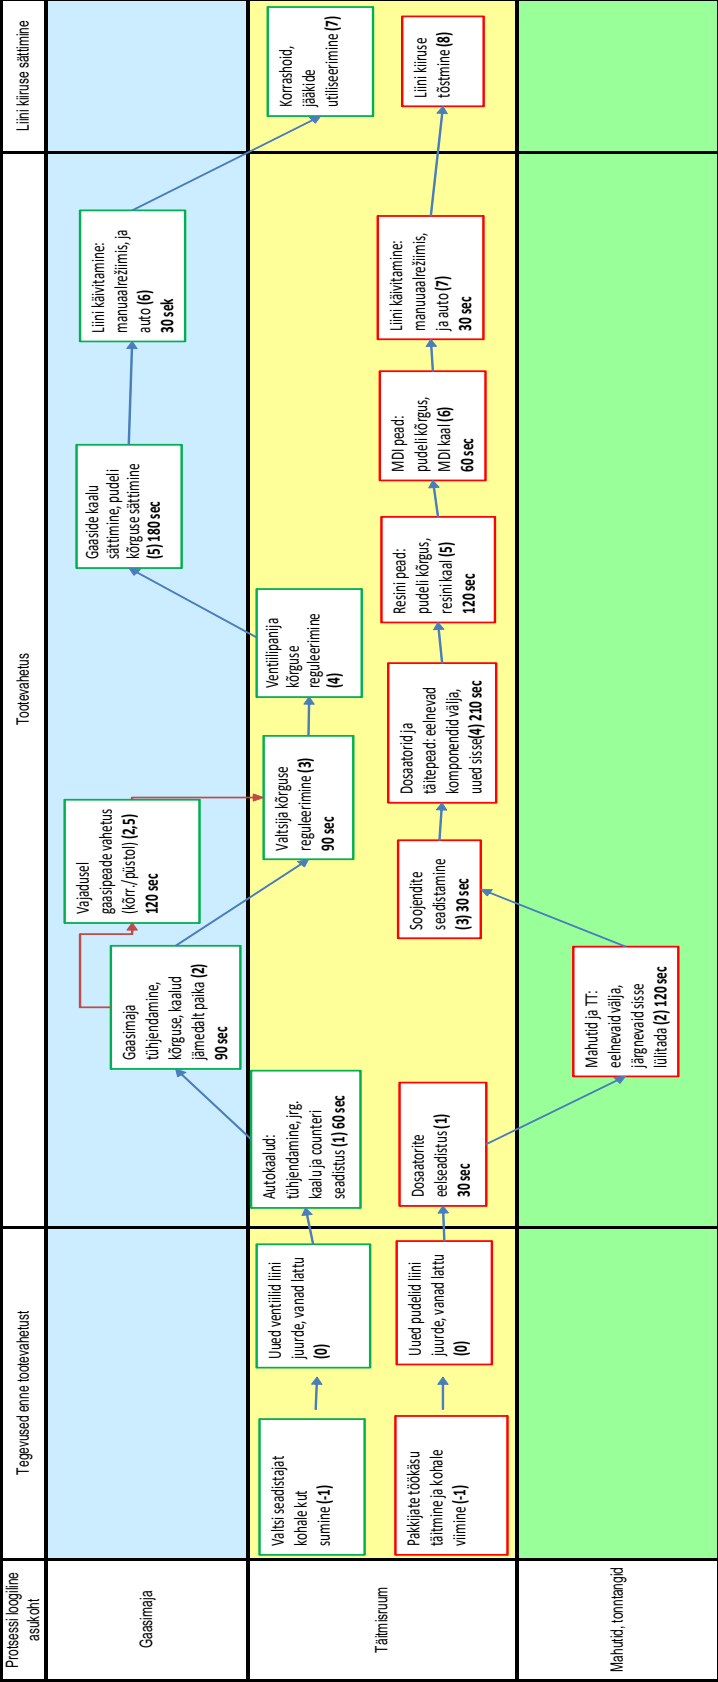 Protsessi loogiline
asukoht
Tegevused enne tootevahetust
Tootevahetus
Liini kiiruse sättimine
Gaasimaja
Gaasimaja
tühjendamine,
kõrguse, kaalud
jämedalt paika (2)
90 sec
Vajadusel
gaasipeade vahetus
(kõrr./püstol) (2,5)
120 sec
Gaaside kaalu
sättimine, pudeli
kõrguse sättimine
(5) 180 sec
Liini käivitamine:
manuaalrežiimis, ja
auto (6)
30 sek
Täitmisruum
Valtsi seadistajat
kohale kut
sumine (-1)
Uued ventiilid liini
juurde, vanad lattu
(0)
Autokaalud:
tühjendamine, jrg.
kaalu ja counteri
seadistus (1) 60 sec
Valtsija kõrguse
reguleerimine (3)
90 sec
Ventiilipanija
kõrguse
reguleerimine
(4)
Korrashoid,
jääkide
utiliseerimine (7)
Pakkijate töökäsu
täitmine ja kohale
viimine (-1)
Uued pudelid liini
juurde, vanad lattu
(0)
Dosaatorite
eelseadistus (1)
30 sec
Soojendite
seadistamine
(3) 30 sec
Dosaatorid ja
täitepead: eelnevad
komponendid välja,
uued sisse(4) 210 sec
Resini pead:
pudeli kõrgus,
resini kaal (5)
120 sec
MDI pead:
pudeli kõrgus,
MDI kaal (6)
60 sec
Liini käivitamine:
manuuaalrežiimis,
ja auto (7)
30 sec
Liini kiiruse
tõstmine (8)
Mahutid, tonntangid
Mahutid ja TT:
eelnevaid välja,
järgnevaid sisse
lülitada (2) 120 sec